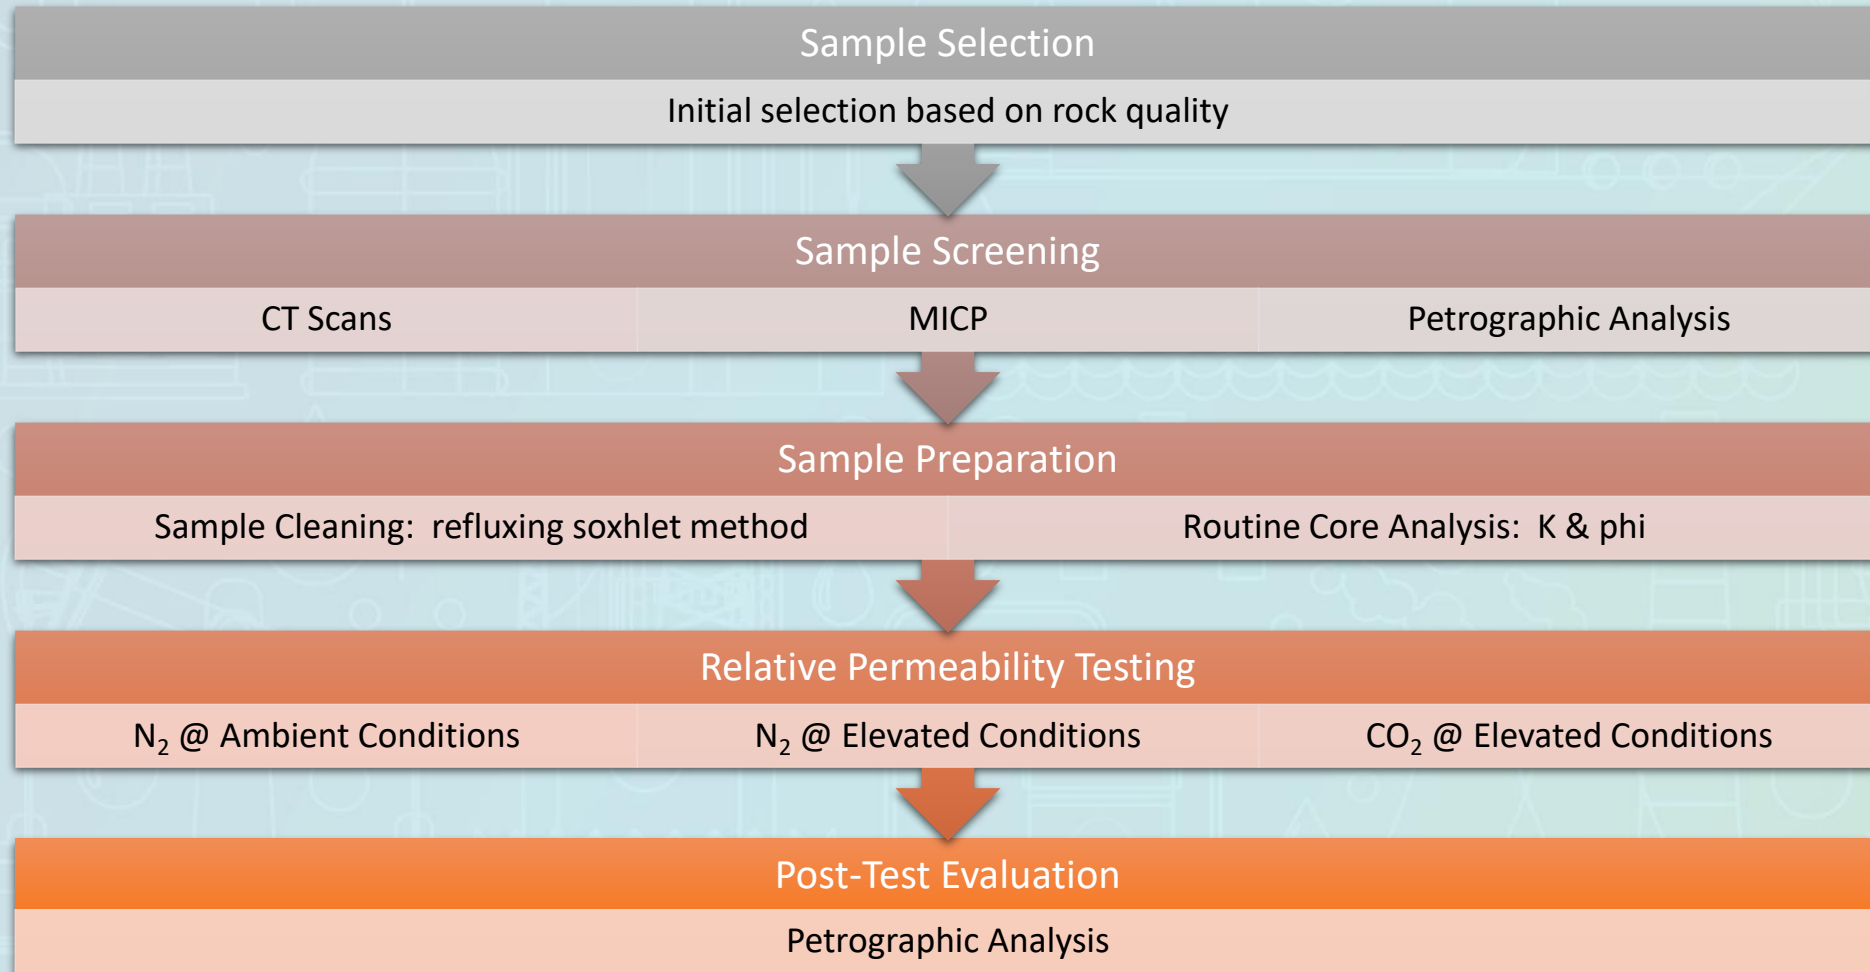 Sample Selection
Initial selection based on rock quality
Sample Screening
CT Scans
MICP
Petrographic Analysis
Sample Preparation
Sample Cleaning: refluxing soxhlet method
Routine Core Analysis: K & phi
Relative Permeability Testing
N₂ @ Ambient Conditions
N₂ @ Elevated Conditions
CO₂ @ Elevated Conditions
Post-Test Evaluation
Petrographic Analysis